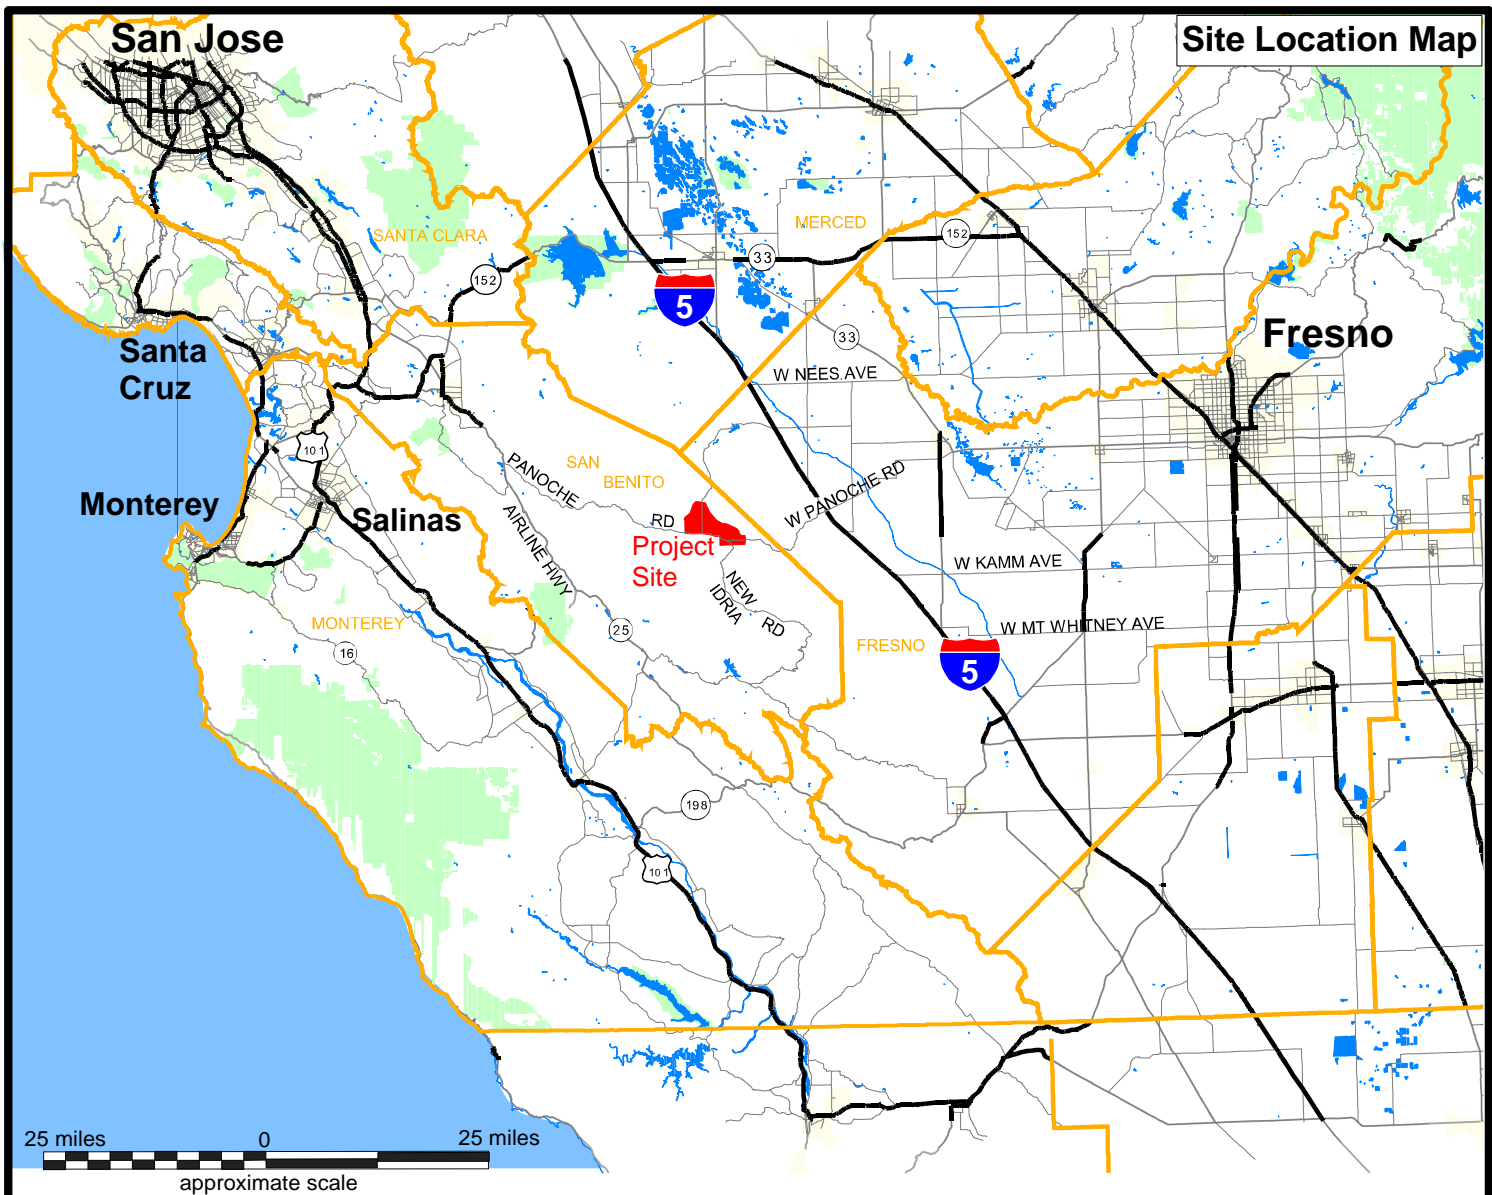 San Jose
Site Location Map
SANTA CLARA
MERCED
152
33
152
5
33
Santa
Cruz
Fresno
W NEES AVE
101
SAN
BENITO
PANOCHE
RD
W PANOCHE RD
Monterey
Salinas
AIRLINE HWY
Project
Site
W KAMM AVE
NEW
IDRIA
RD
MONTEREY
16
25
FRESNO
W MT WHITNEY AVE
5
198
101
25 miles
0
25 miles
approximate scale